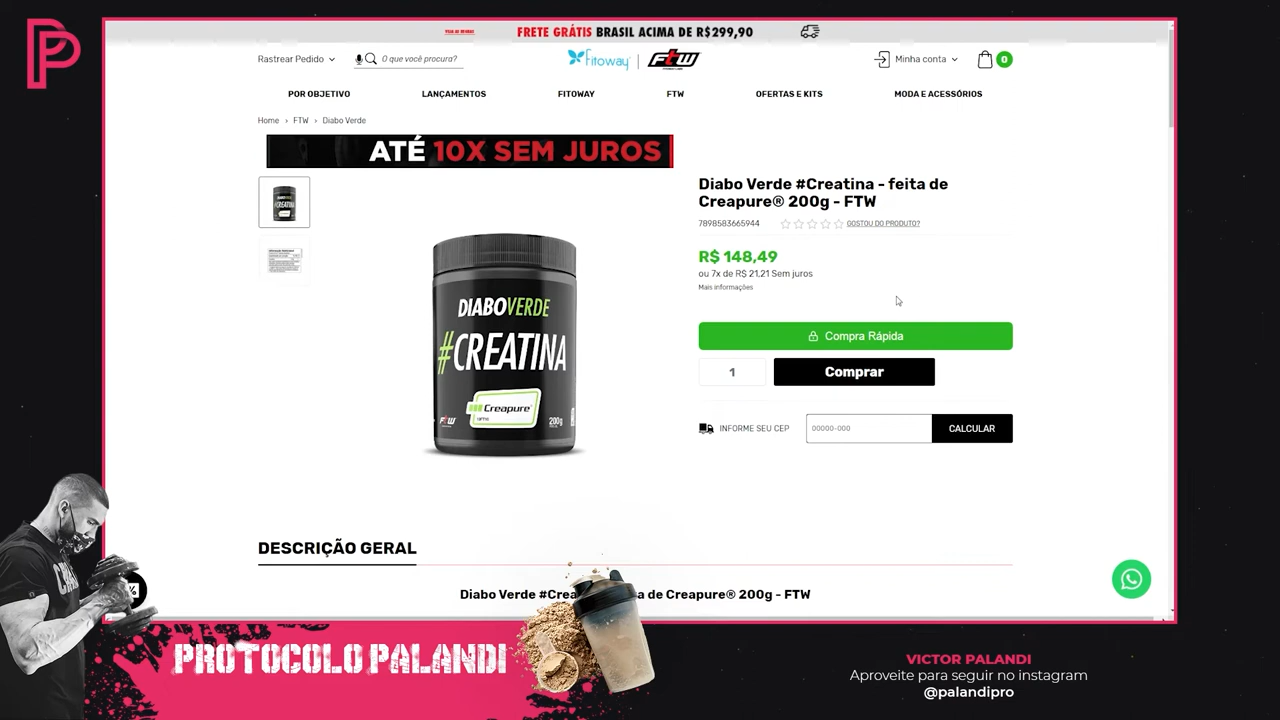 FRETE GRÁTIS BRASIL ACIMA DE R$299,90
Rastrear Pedido
O que você procura?
fitoway
FTW
Minha conta
0
POR OBJETIVO
LANÇAMENTOS
FITOWAY
FTW
OFERTAS E KITS
MODA E ACESSÓRIOS
Home › FTW › Diabo Verde
ATÉ 10X SEM JUROS
Diabo Verde #Creatina - feita de
Creapure® 200g - FTW
7898583665944
GOSTOU DO PRODUTO?
R$ 148,49
ou 7x de R$ 21,21 Sem juros
Mais informações
DIABOVERDE
#CREATINA
Creapure®
FTW
200g
Compra Rápida
1
Comprar
INFORME SEU CEP
00000-000
CALCULAR
DESCRIÇÃO GERAL
Diabo Verde #Crea a de Creapure® 200g - FTW
%
PROTOCOLO PALANDI
VICTOR PALANDI
Aproveite para seguir no instagram
@palandipro